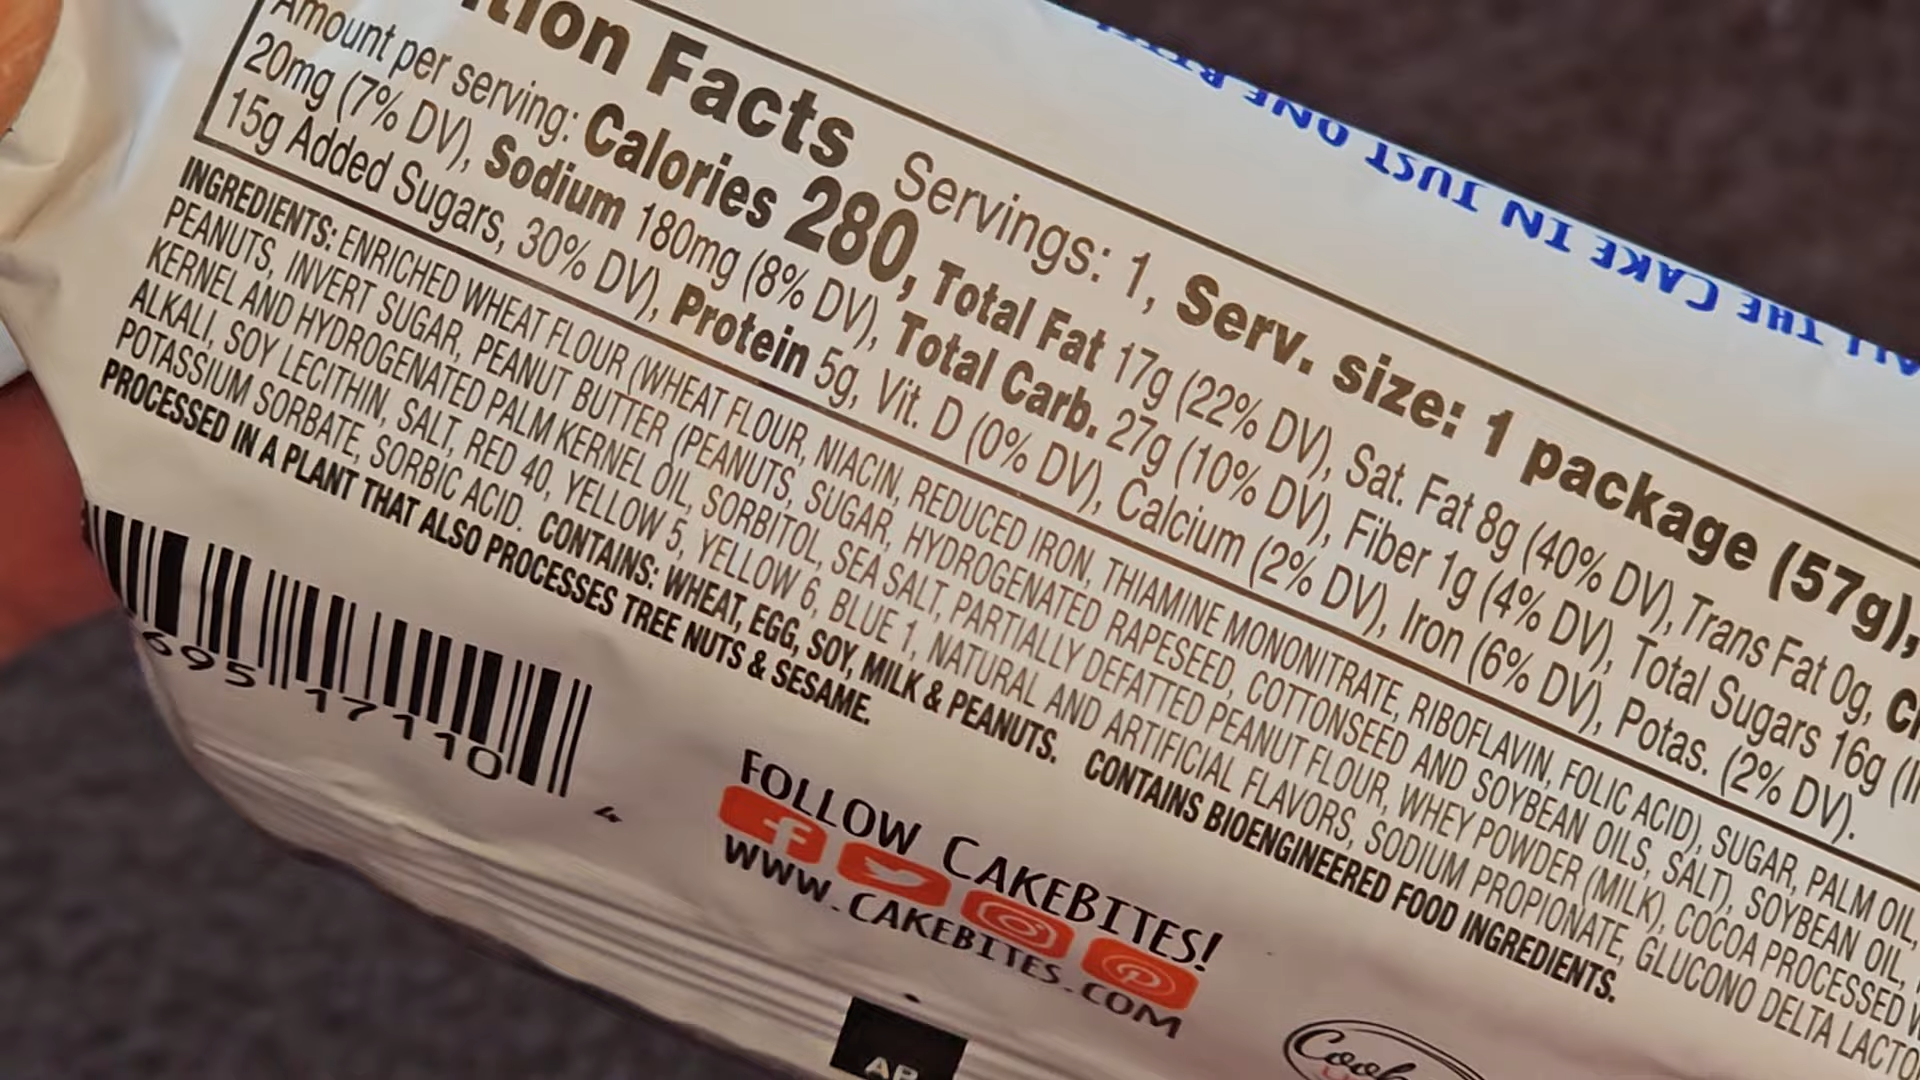 ALL THE CAKE IN JUST ONE
Facts Servings: 1, Serv. size: 1 package (57g),
Amount per serving: Calories 280, Total Fat 17g (22% DV), Sat. Fat 8g (40% DV), Trans Fat 0g,
20mg (7% DV), Sodium 180mg (8% DV), Total Carb. 27g (10% DV), Fiber 1g (4% DV), Total Sugars 16g
15g Added Sugars, 30% DV), Protein 5g, Vit. D (0% DV), Calcium (2% DV), Iron (6% DV), Potas. (2% DV).
INGREDIENTS: ENRICHED WHEAT FLOUR (WHEAT FLOUR, NIACIN, REDUCED IRON, THIAMINE MONONITRATE, RIBOFLAVIN, FOLIC ACID), SUGAR, PALM OIL,
PEANUTS, INVERT SUGAR, PEANUT BUTTER (PEANUTS, SUGAR, HYDROGENATED RAPESEED, COTTONSEED AND SOYBEAN OILS, SALT), SOYBEAN OIL,
KERNEL AND HYDROGENATED PALM KERNEL OIL, SORBITOL, SEA SALT, PARTIALLY DEFATTED PEANUT FLOUR, WHEY POWDER (MILK), COCOA PROCESSED
ALKALI, SOY LECITHIN, SALT, RED 40, YELLOW 5, YELLOW 6, BLUE 1, NATURAL AND ARTIFICIAL FLAVORS, SODIUM PROPIONATE, GLUCONO DELTA
POTASSIUM SORBATE, SORBIC ACID. CONTAINS: WHEAT, EGG, SOY, MILK & PEANUTS. CONTAINS BIOENGINEERED FOOD INGREDIENTS.
PROCESSED IN A PLANT THAT ALSO PROCESSES TREE NUTS & SESAME.
695 17110 4
FOLLOW CAKEBITES!
WWW.CAKEBITES.COM